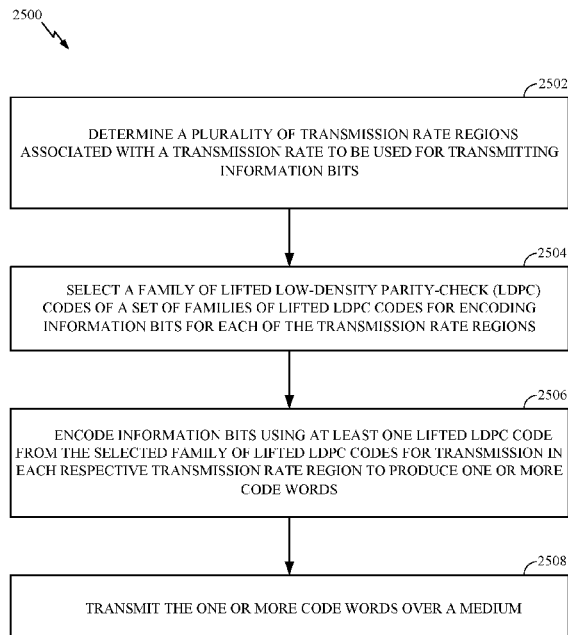 2500
2502
DETERMINE A PLURALITY OF TRANSMISSION RATE REGIONS
ASSOCIATED WITH A TRANSMISSION RATE TO BE USED FOR TRANSMITTING
INFORMATION BITS
2504
SELECT A FAMILY OF LIFTED LOW-DENSITY PARITY-CHECK (LDPC)
CODES OF A SET OF FAMILIES OF LIFTED LDPC CODES FOR ENCODING
INFORMATION BITS FOR EACH OF THE TRANSMISSION RATE REGIONS
2506
ENCODE INFORMATION BITS USING AT LEAST ONE LIFTED LDPC CODE
FROM THE SELECTED FAMILY OF LIFTED LDPC CODES FOR TRANSMISSION IN
EACH RESPECTIVE TRANSMISSION RATE REGION TO PRODUCE ONE OR MORE
CODE WORDS
2508
TRANSMIT THE ONE OR MORE CODE WORDS OVER A MEDIUM